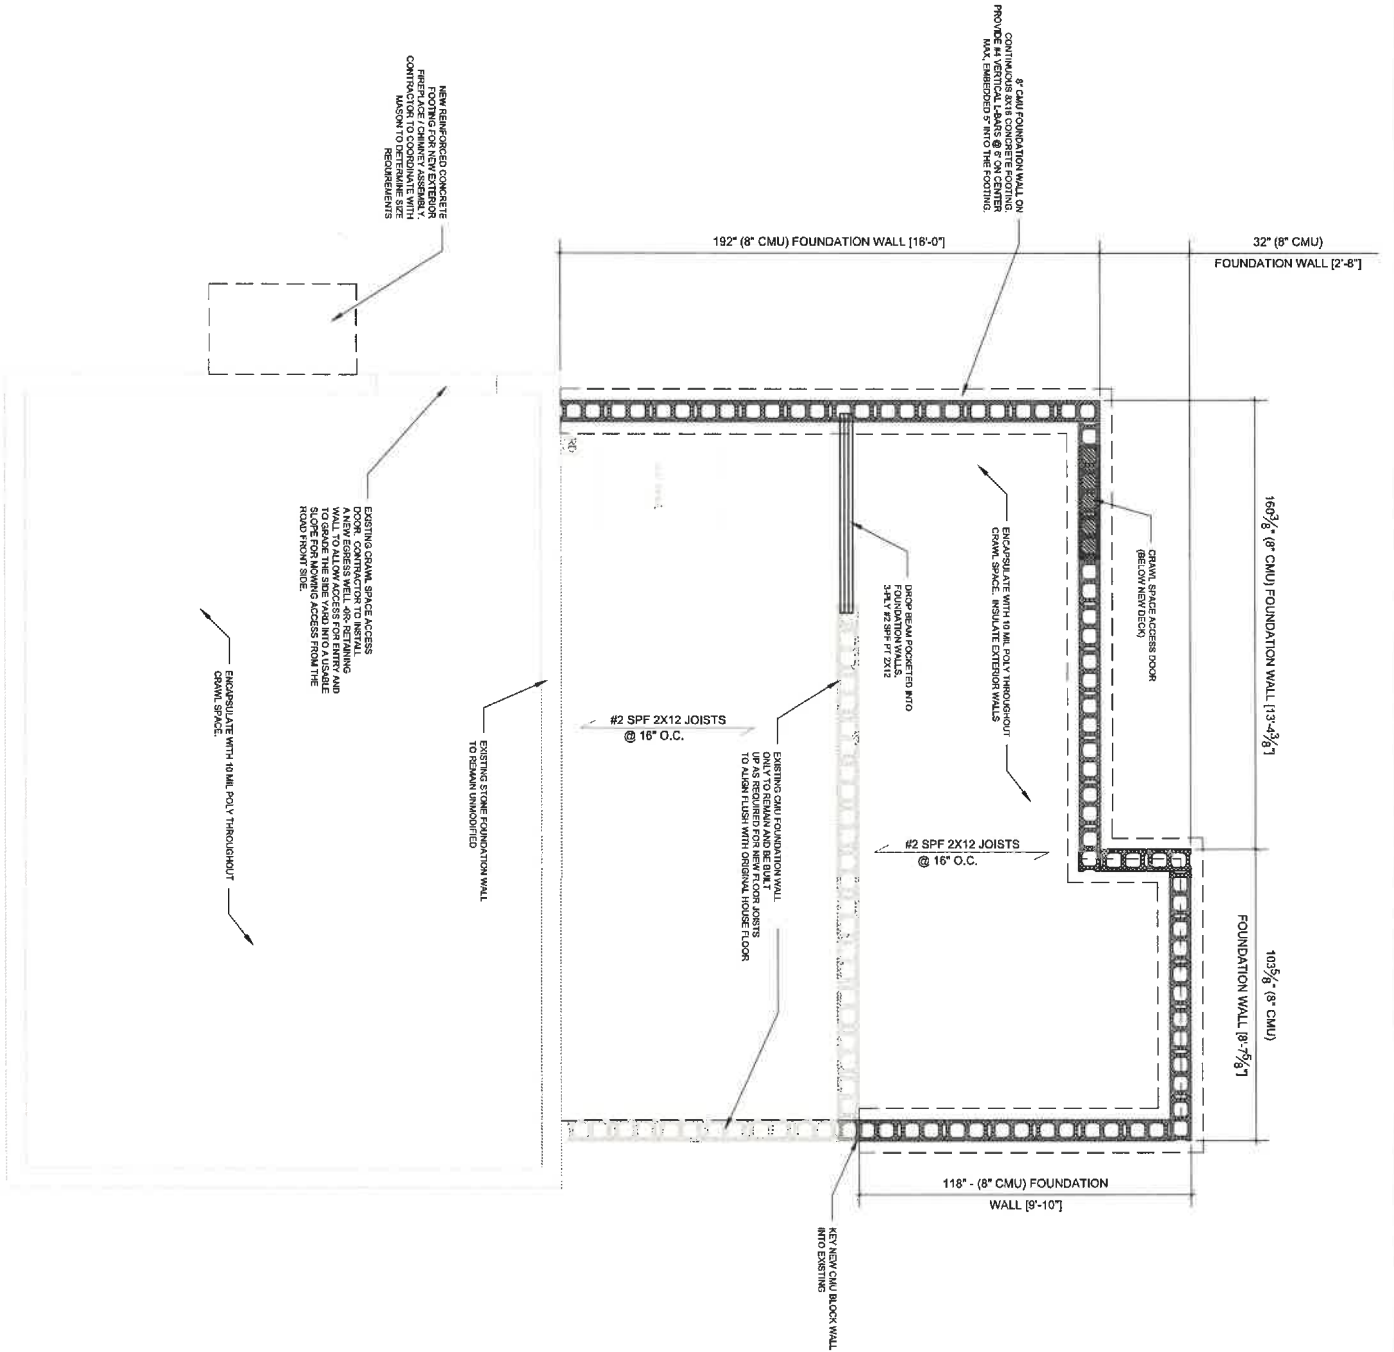 8" CMU FOUNDATION WALL ON
CONTINUOUS 8X16 CONCRETE FOOTING.
PROVIDE #4 VERTICAL L-BARS @ 6' ON CENTER
MAX, EMBEDDED 5" INTO THE FOOTING.
NEW REINFORCED CONCRETE
FOOTING FOR NEW EXTERIOR
FIREPLACE / CHIMNEY ASSEMBLY.
CONTRACTOR TO COORDINATE WITH
MASON TO DETERMINE SIZE
REQUIREMENTS
192" (8" CMU) FOUNDATION WALL [16'-0"]
32" (8" CMU)
FOUNDATION WALL [2'-8"]
160 3/8" (8" CMU) FOUNDATION WALL [13'-4 3/8"]
CRAWL SPACE ACCESS DOOR
(BELOW NEW DECK)
ENCAPSULATE WITH 10 MIL POLY THROUGHOUT
CRAWL SPACE. INSULATE EXTERIOR WALLS
DROP BEAM POCKETED INTO
FOUNDATION WALLS.
3-PLY #2 SPF PT 2X12
EXISTING CRAWL SPACE ACCESS
DOOR. CONTRACTOR TO INSTALL
A NEW EGRESS WELL -OR- RETAINING
WALL TO ALLOW ACCESS FOR ENTRY AND
TO GRADE THE SIDE YARD INTO A USABLE
SLOPE FOR MOWING ACCESS FROM THE
ROAD FRONT SIDE.
#2 SPF 2X12 JOISTS
@ 16" O.C.
#2 SPF 2X12 JOISTS
@ 16" O.C.
EXISTING STONE FOUNDATION WALL
TO REMAIN UNMODIFIED
EXISTING CMU FOUNDATION WALL
ONLY TO REMAIN AND BE BUILT
UP AS REQUIRED FOR NEW FLOOR JOISTS
TO ALIGN FLUSH WITH ORIGINAL HOUSE FLOOR
ENCAPSULATE WITH 10 MIL POLY THROUGHOUT
CRAWL SPACE.
103 5/8" (8" CMU)
FOUNDATION WALL [8'-7 5/8"]
118" - (8" CMU) FOUNDATION
WALL [9'-10"]
KEY NEW CMU BLOCK WALL
INTO EXISTING